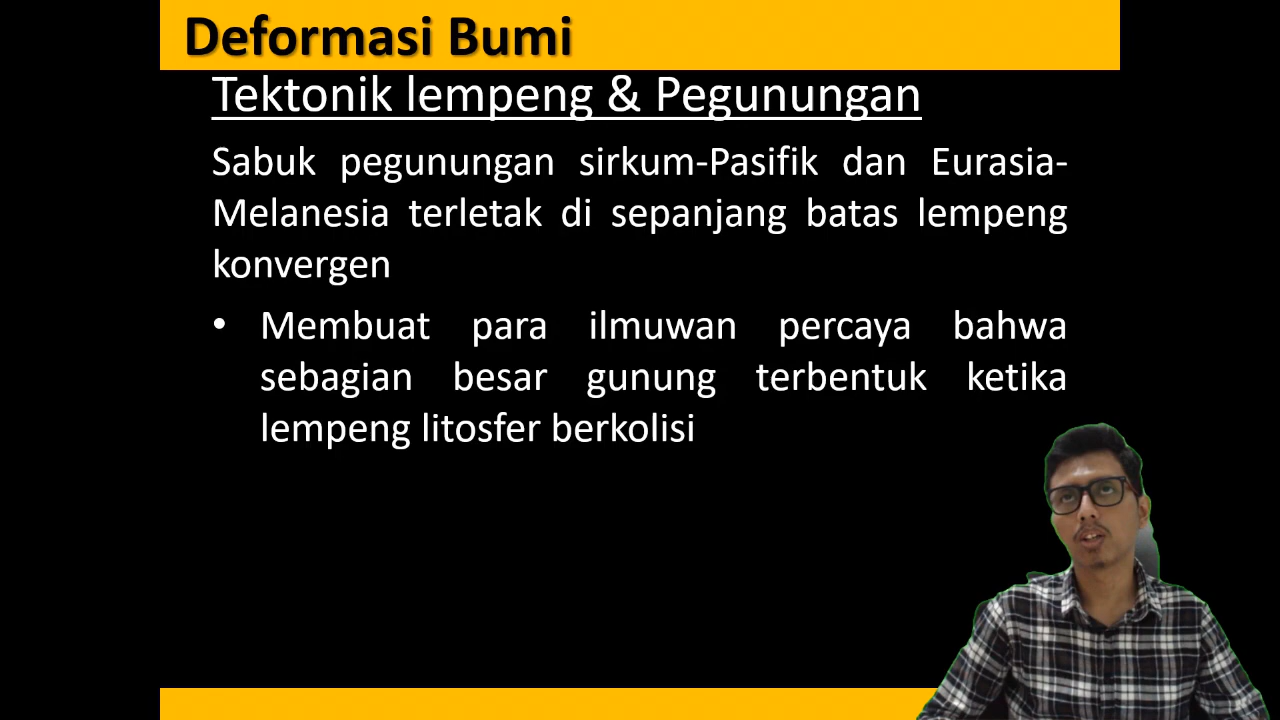 Deformasi Bumi
Tektonik lempeng & Pegunungan
Sabuk pegunungan sirkum-Pasifik dan Eurasia-
Melanesia terletak di sepanjang batas lempeng
konvergen
• Membuat para ilmuwan percaya bahwa
sebagian besar gunung terbentuk ketika
lempeng litosfer berkolisi